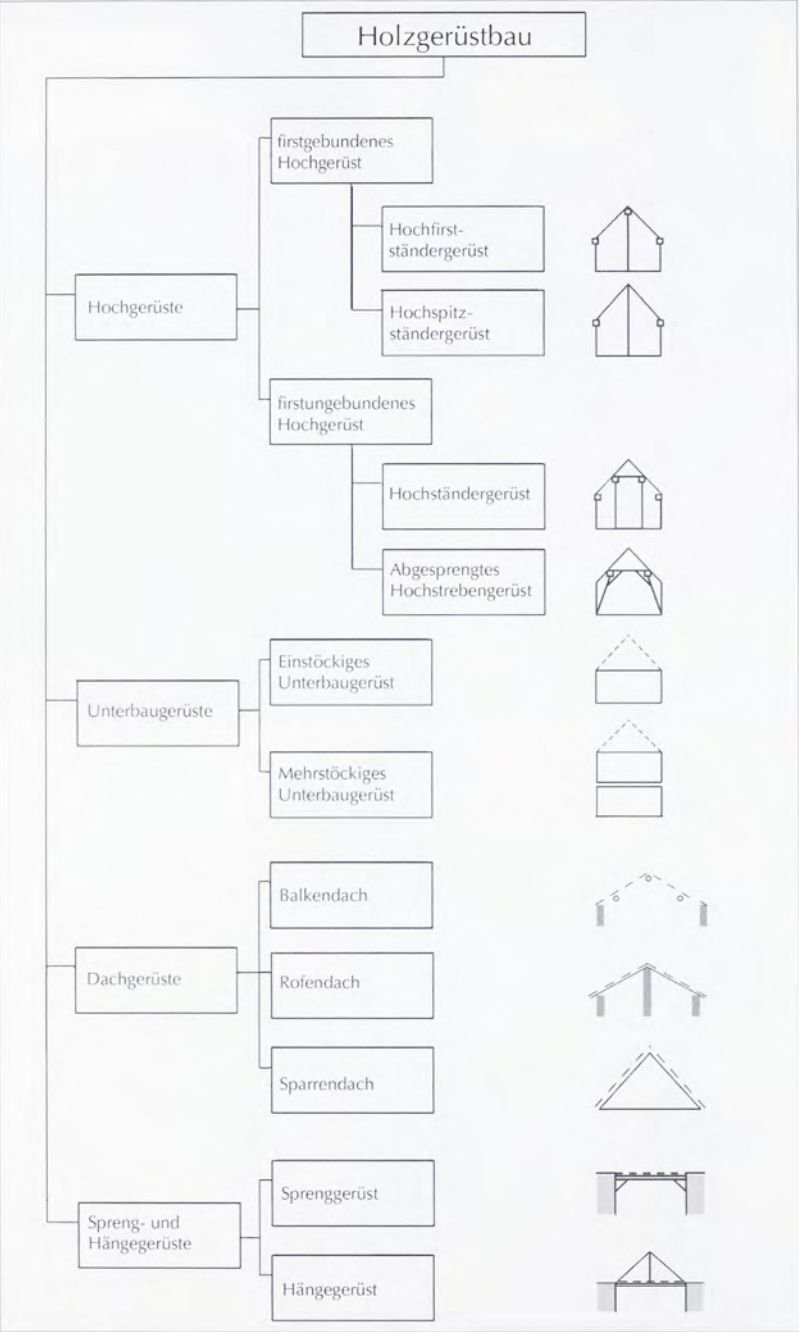 Holzgerüstbau
firstgebundenes
Hochgerüst
Hochfirst-
ständergerüst
Hochgerüste
Hochspitz-
ständergerüst
firstungebundenes
Hochgerüst
Hochständergerüst
Abgesprengtes
Hochstrebengerüst
Einstöckiges
Unterbaugerüst
Unterbaugerüste
Mehrstöckiges
Unterbaugerüst
Balkendach
Dachgerüste
Rofendach
Sparrendach
Sprenggerüst
Spreng- und
Hängegerüste
Hängegerüst